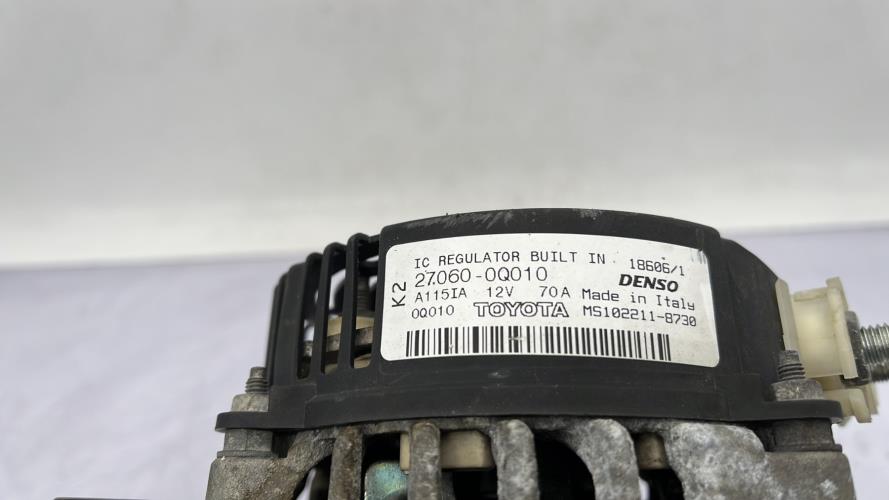 IC REGULATOR BUILT IN 18606/1
K2 27060-0Q010 DENSO
A115IA 12V 70A Made in Italy
0Q010 TOYOTA MS102211-8730